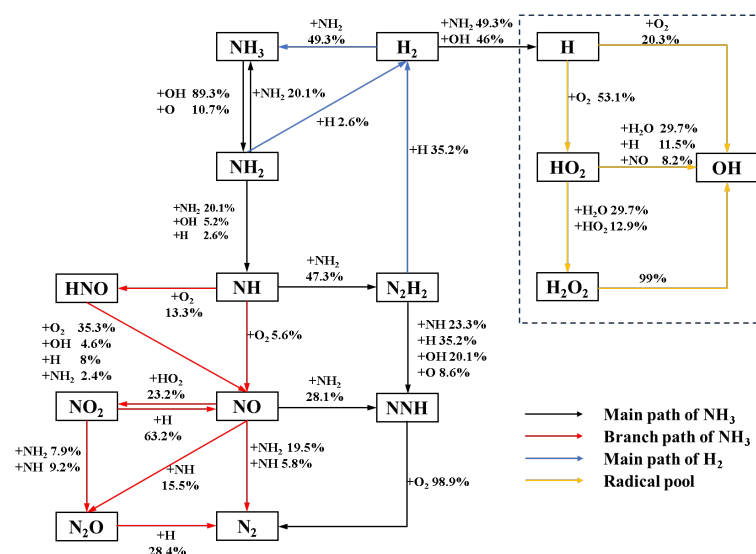 +NH₂
49.3%
+NH₂ 49.3%
+OH 46%
+O₂
20.3%
NH₃
H₂
H
+OH 89.3%
+O 10.7%
+NH₂ 20.1%
+O₂ 53.1%
+H 2.6%
+H₂O 29.7%
+H 11.5%
+NO 8.2%
+H 35.2%
NH₂
HO₂
OH
+NH₂ 20.1%
+OH 5.2%
+H 2.6%
+H₂O 29.7%
+HO₂ 12.9%
+NH₂
47.3%
99%
HNO
NH
N₂H₂
H₂O₂
+O₂
13.3%
+O₂ 35.3%
+OH 4.6%
+H 8%
+NH₂ 2.4%
+O₂ 5.6%
+NH 23.3%
+H 35.2%
+OH 20.1%
+O 8.6%
+HO₂
23.2%
+NH₂
28.1%
NO₂
NO
NNH
+H
63.2%
Main path of NH₃
Branch path of NH₃
Main path of H₂
Radical pool
+NH₂ 7.9%
+NH 9.2%
+NH
15.5%
+NH₂ 19.5%
+NH 5.8%
+O₂ 98.9%
N₂O
N₂
+H
28.4%